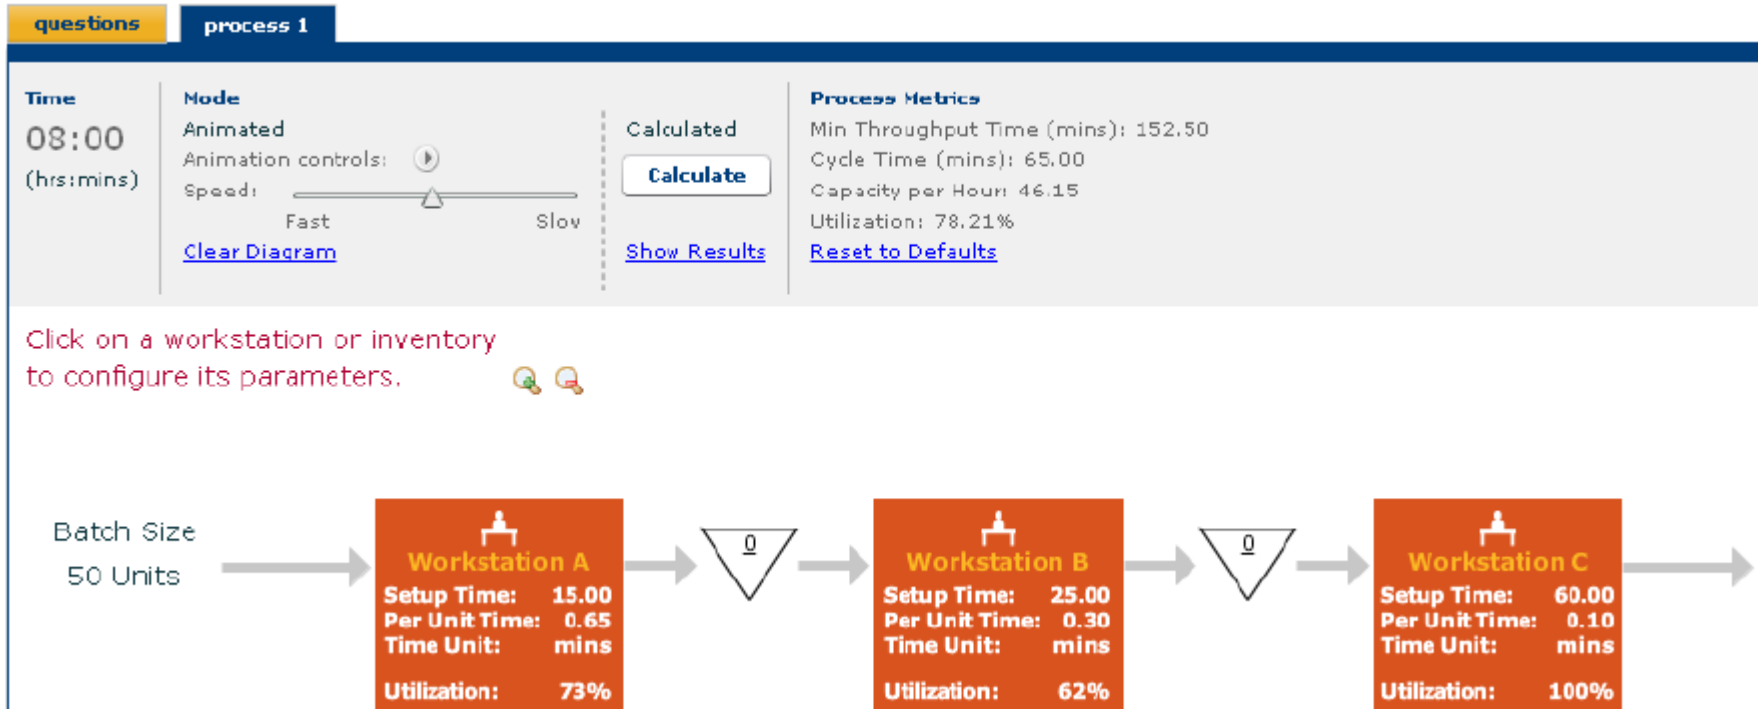 questions
process 1
Time
08:00
(hrs:mins)
Mode
Animated
Animation controls:
Speed:
Fast
Slow
Clear Diagram
Calculated
Calculate
Show Results
Process Metrics
Min Throughput Time (mins): 152.50
Cycle Time (mins): 65.00
Capacity per Hour: 46.15
Utilization: 78.21%
Reset to Defaults
Click on a workstation or inventory
to configure its parameters.
Batch Size
50 Units
Workstation A
Setup Time: 15.00
Per Unit Time: 0.65
Time Unit: mins
Utilization: 73%
0
Workstation B
Setup Time: 25.00
Per Unit Time: 0.30
Time Unit: mins
Utilization: 62%
0
Workstation C
Setup Time: 60.00
Per Unit Time: 0.10
Time Unit: mins
Utilization: 100%